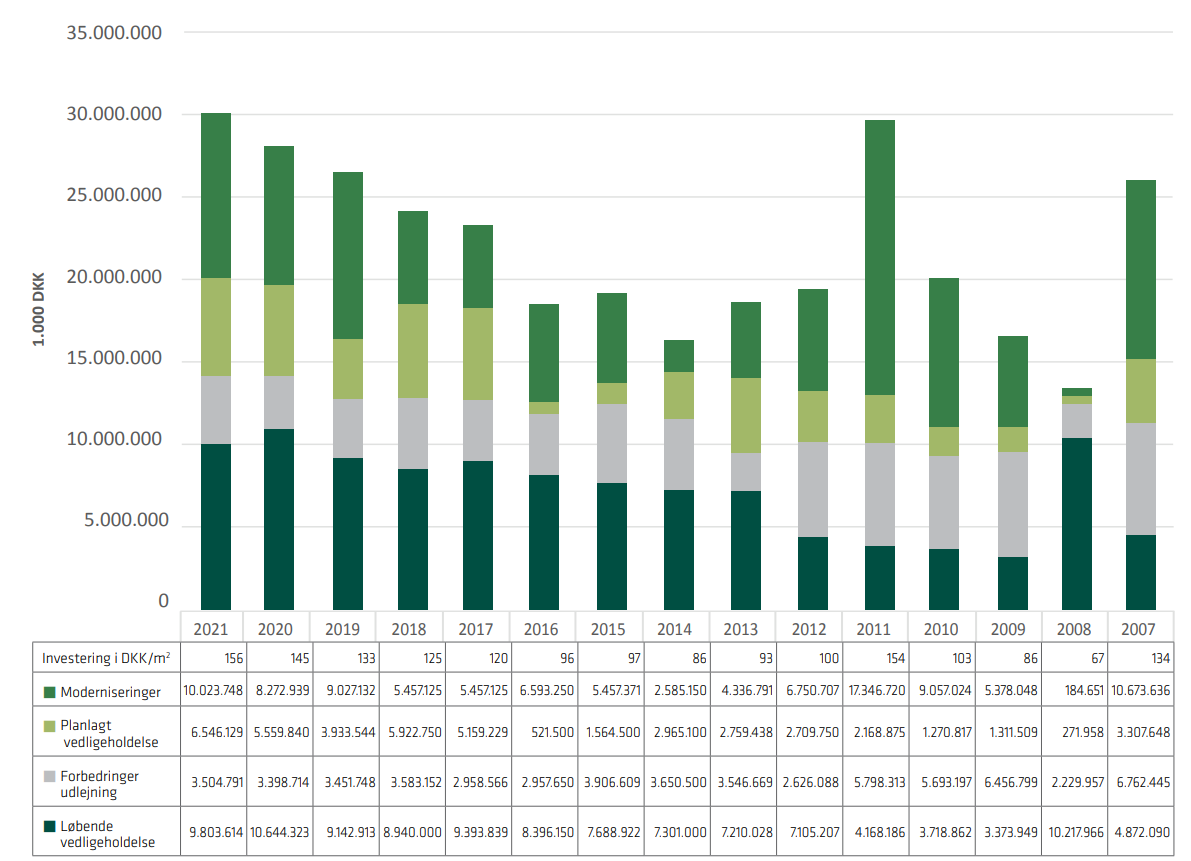 35.000.000
30.000.000
25.000.000
20.000.000
15.000.000
10.000.000
5.000.000
0
1.000 DKK
2021 2020 2019 2018 2017 2016 2015 2014 2013 2012 2011 2010 2009 2008 2007
Investering i DKK/m² 156 145 133 125 120 96 97 86 93 100 154 103 86 67 134
Moderniseringer 10.023.748 8.272.939 9.027.132 5.457.125 5.457.125 6.593.250 5.457.371 2.585.150 4.336.791 6.750.707 17.346.720 9.057.024 5.378.048 184.651 10.673.636
Planlagt
vedligeholdelse 6.546.129 5.559.840 3.933.544 5.922.750 5.159.229 521.500 1.564.500 2.965.100 2.759.438 2.709.750 2.168.875 1.270.817 1.311.509 271.958 3.307.648
Forbedringer
udlejning 3.504.791 3.398.714 3.451.748 3.583.152 2.958.566 2.957.650 3.906.609 3.650.500 3.546.669 2.626.088 5.798.313 5.693.197 6.456.799 2.229.957 6.762.445
Løbende
vedligeholdelse 9.803.614 10.644.323 9.142.913 8.940.000 9.393.839 8.396.150 7.688.922 7.301.000 7.210.028 7.105.207 4.168.186 3.718.862 3.373.949 10.217.966 4.872.090